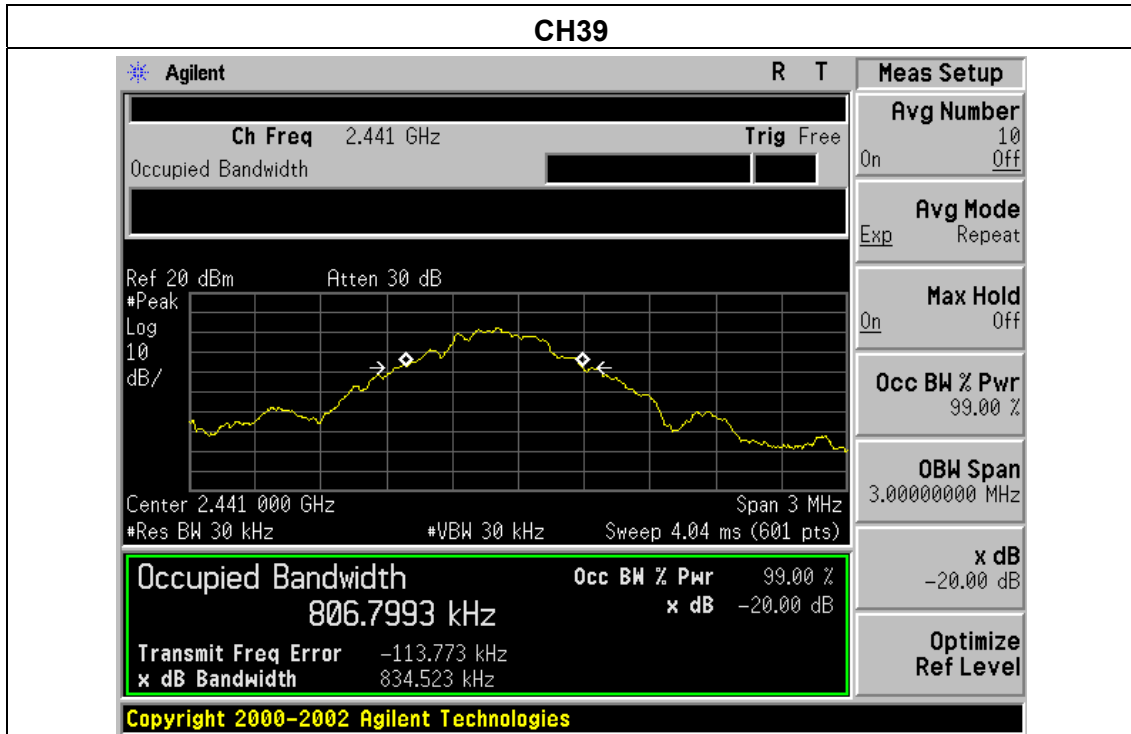 CH39
Agilent R T
Ch Freq 2.441 GHz Trig Free
Occupied Bandwidth
Ref 20 dBm Atten 30 dB
#Peak
Log
10
dB/
Center 2.441 000 GHz Span 3 MHz
#Res BW 30 kHz #VBW 30 kHz Sweep 4.04 ms (601 pts)
Occupied Bandwidth Occ BW % Pwr 99.00 %
806.7993 kHz x dB -20.00 dB
Transmit Freq Error -113.773 kHz
x dB Bandwidth 834.523 kHz
Copyright 2000-2002 Agilent Technologies
Meas Setup
Avg Number
10
On Off
Avg Mode
Exp Repeat
Max Hold
On Off
Occ BW % Pwr
99.00 %
OBW Span
3.00000000 MHz
x dB
-20.00 dB
Optimize
Ref Level